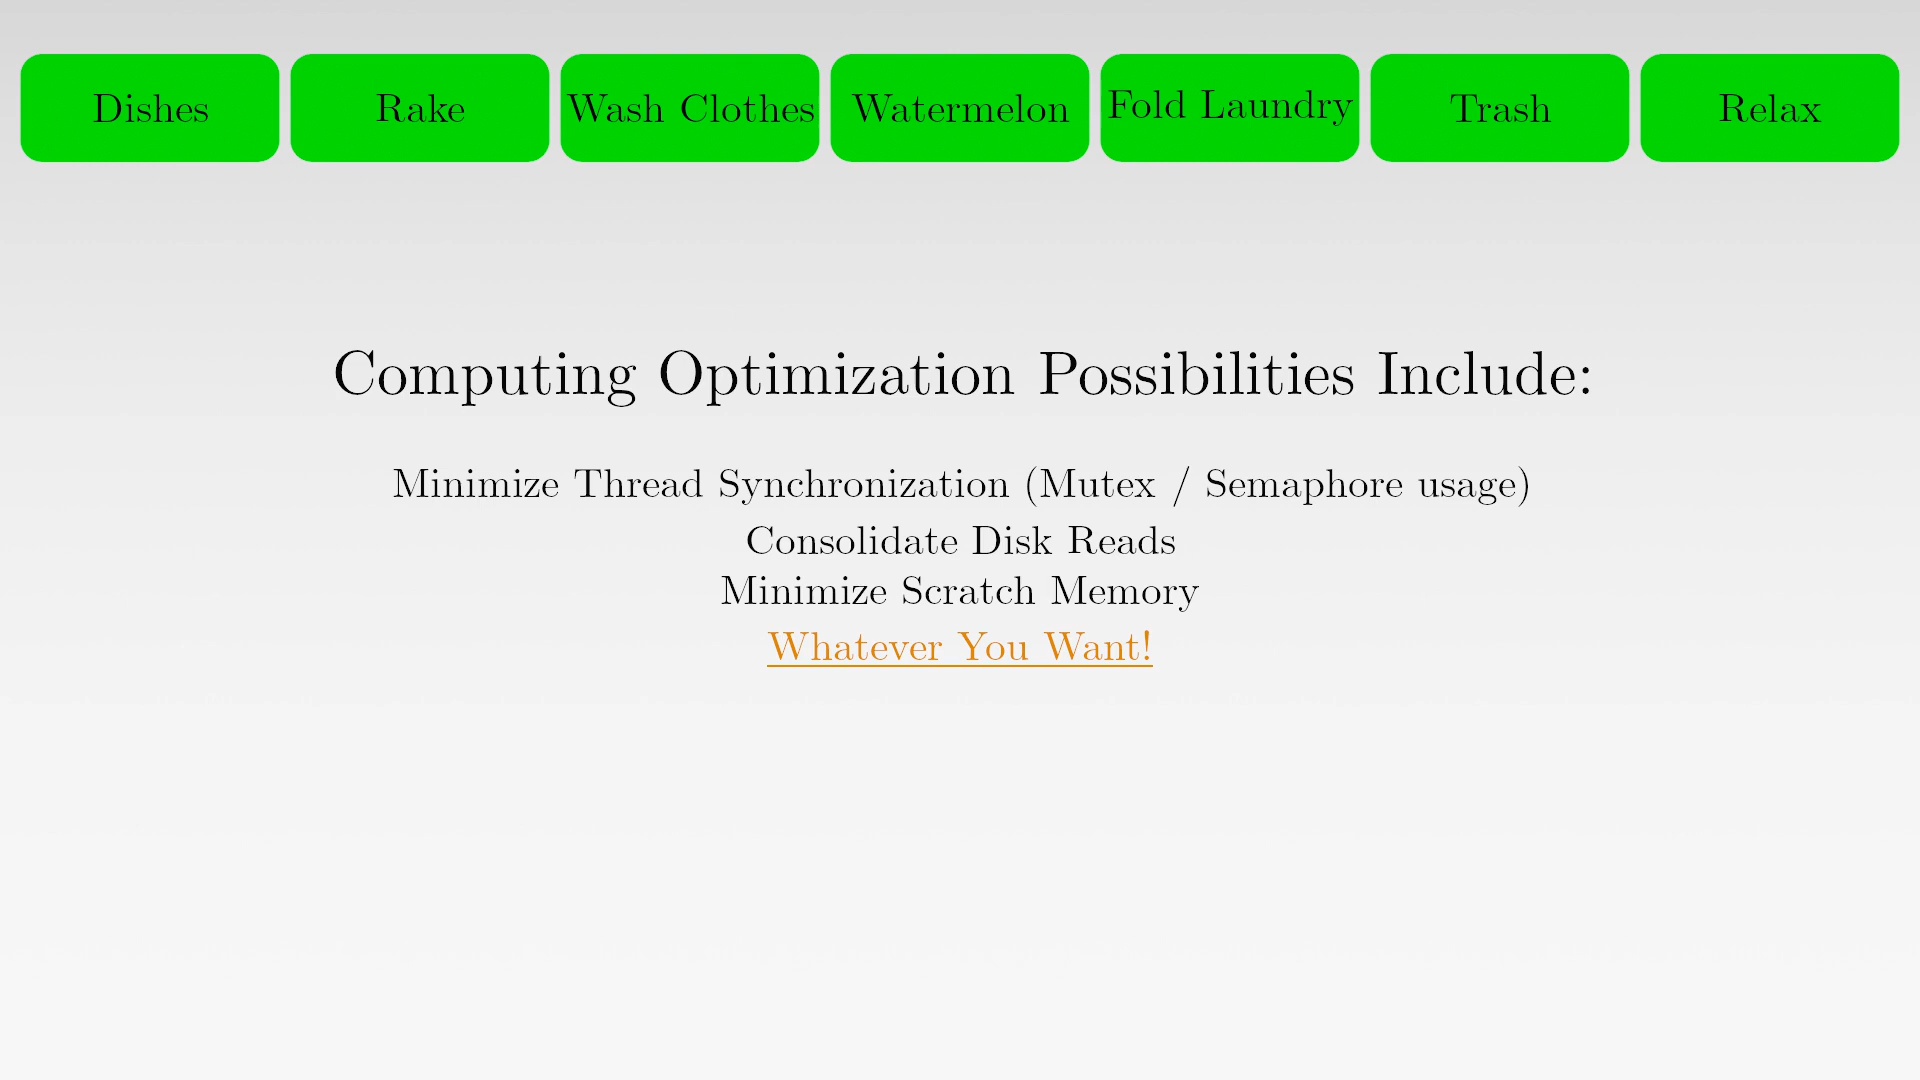 Dishes
Rake
Wash Clothes
Watermelon
Fold Laundry
Trash
Relax
Computing Optimization Possibilities Include:
Minimize Thread Synchronization (Mutex / Semaphore usage)
Consolidate Disk Reads
Minimize Scratch Memory
Whatever You Want!